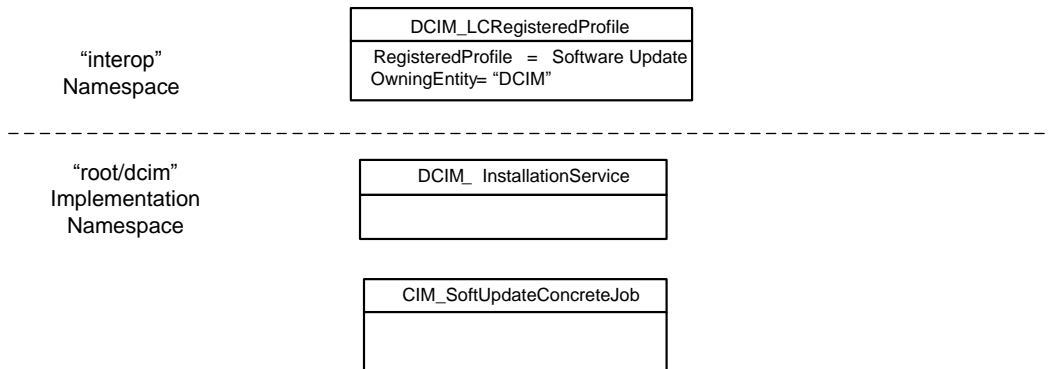 DCIM_LCRegisteredProfile
“interop”
Namespace
RegisteredProfile = Software Update
OwningEntity= “DCIM”
“root/dcim”
Implementation
Namespace
DCIM_ InstallationService
CIM_SoftUpdateConcreteJob